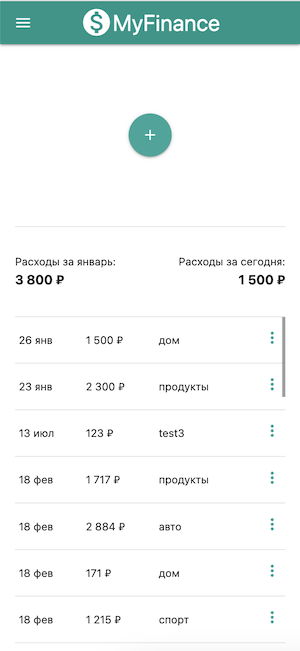 MyFinance
+
Расходы за январь: Расходы за сегодня:
3 800 ₽ 1 500 ₽
26 янв 1 500 ₽ дом
23 янв 2 300 ₽ продукты
13 июл 123 ₽ test3
18 фев 1 717 ₽ продукты
18 фев 2 884 ₽ авто
18 фев 171 ₽ дом
18 фев 1 215 ₽ спорт